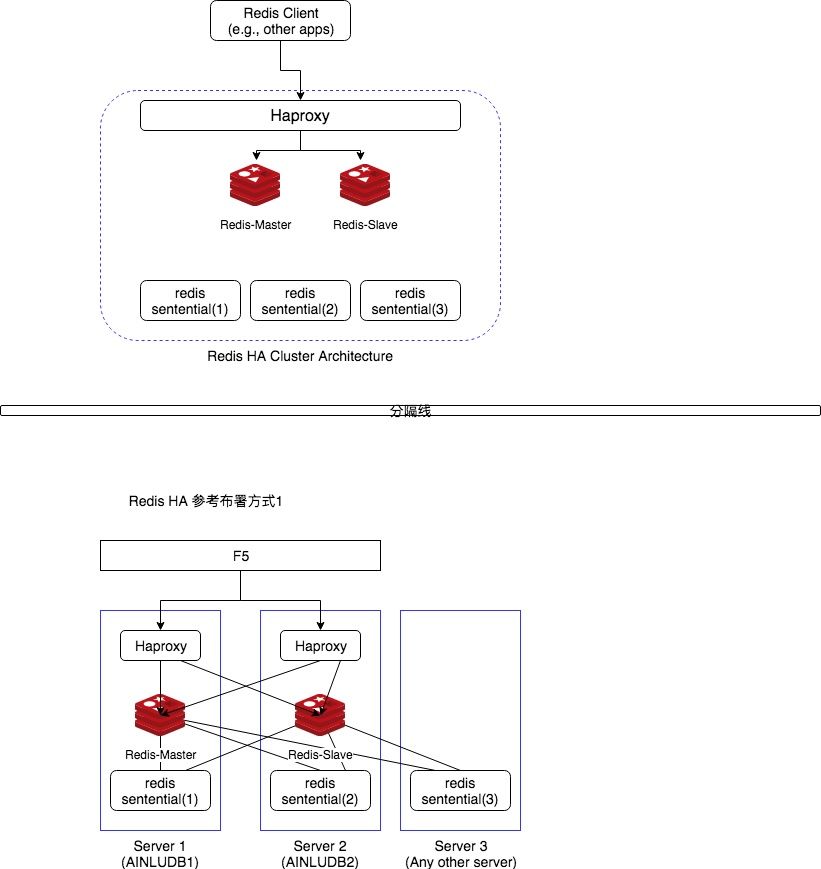 Redis Client
(e.g., other apps)
Haproxy
Redis-Master
Redis-Slave
redis
sentential(1)
redis
sentential(2)
redis
sentential(3)
Redis HA Cluster Architecture
分隔线
Redis HA 参考布署方式1
F5
Haproxy
Haproxy
Redis-Master
Redis-Slave
redis
sentential(1)
redis
sentential(2)
redis
sentential(3)
Server 1
(AINLUDB1)
Server 2
(AINLUDB2)
Server 3
(Any other server)